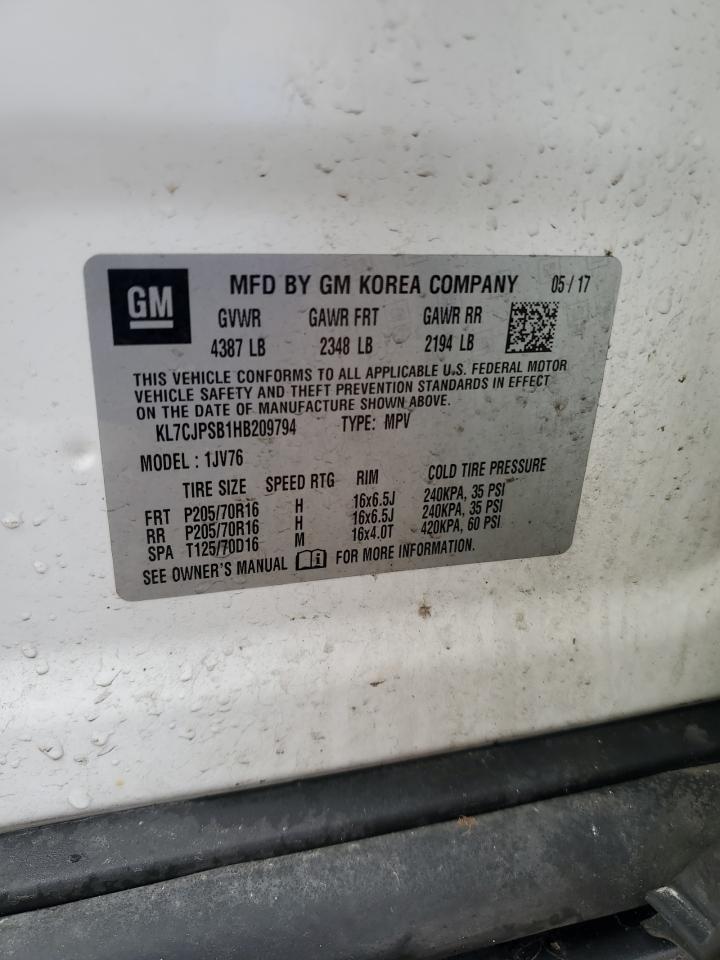 GM MFD BY GM KOREA COMPANY 05 / 17
GVWR GAWR FRT GAWR RR
4387 LB 2348 LB 2194 LB
THIS VEHICLE CONFORMS TO ALL APPLICABLE U.S. FEDERAL MOTOR
VEHICLE SAFETY AND THEFT PREVENTION STANDARDS IN EFFECT
ON THE DATE OF MANUFACTURE SHOWN ABOVE.
KL7CJPSB1HB209794 TYPE: MPV
MODEL : 1JV76
TIRE SIZE SPEED RTG RIM COLD TIRE PRESSURE
FRT P205/70R16 H 16x6.5J 240KPA, 35 PSI
RR P205/70R16 H 16x6.5J 240KPA, 35 PSI
SPA T125/70D16 M 16x4.0T 420KPA, 60 PSI
SEE OWNER'S MANUAL FOR MORE INFORMATION.